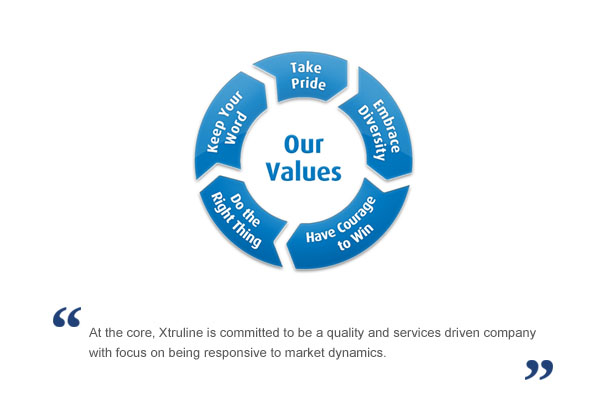 Our
Values
Take
Pride
Embrace
Diversity
Have Courage
to Win
Do the
Right Thing
Keep Your
Word
“
At the core, Xtruline is committed to be a quality and services driven company
with focus on being responsive to market dynamics.
”